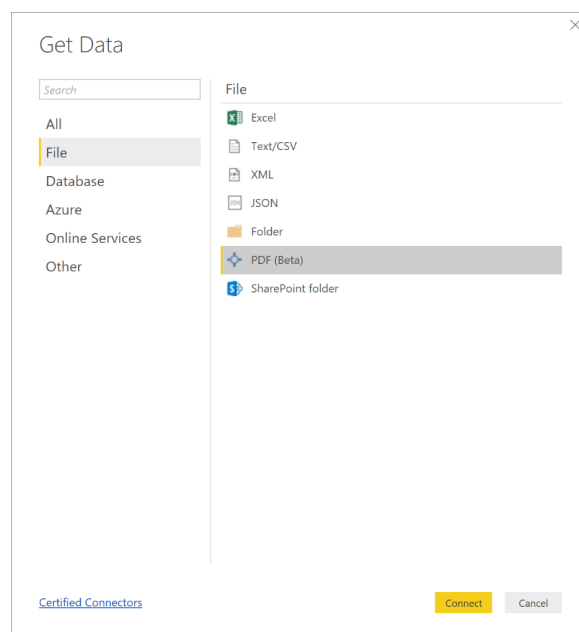 Get Data
Search
All
File
Database
Azure
Online Services
Other
File
Excel
Text/CSV
XML
JSON
Folder
PDF (Beta)
SharePoint folder
Certified Connectors
Connect
Cancel